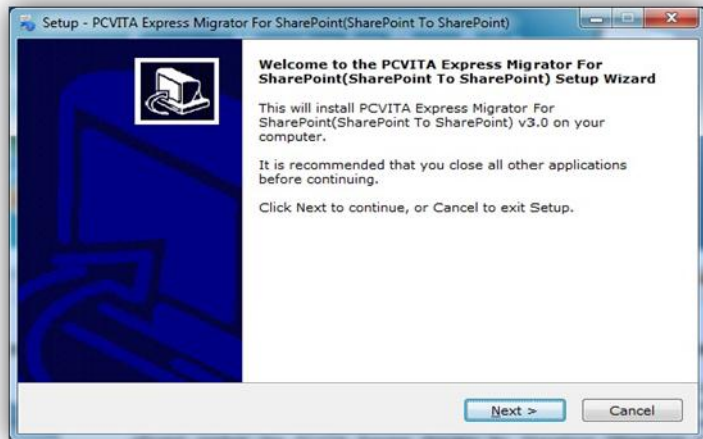 Setup - PCVITA Express Migrator For SharePoint(SharePoint To SharePoint)
Welcome to the PCVITA Express Migrator For
SharePoint(SharePoint To SharePoint) Setup Wizard
This will install PCVITA Express Migrator For
SharePoint(SharePoint To SharePoint) v3.0 on your
computer.
It is recommended that you close all other applications
before continuing.
Click Next to continue, or Cancel to exit Setup.
Next >
Cancel